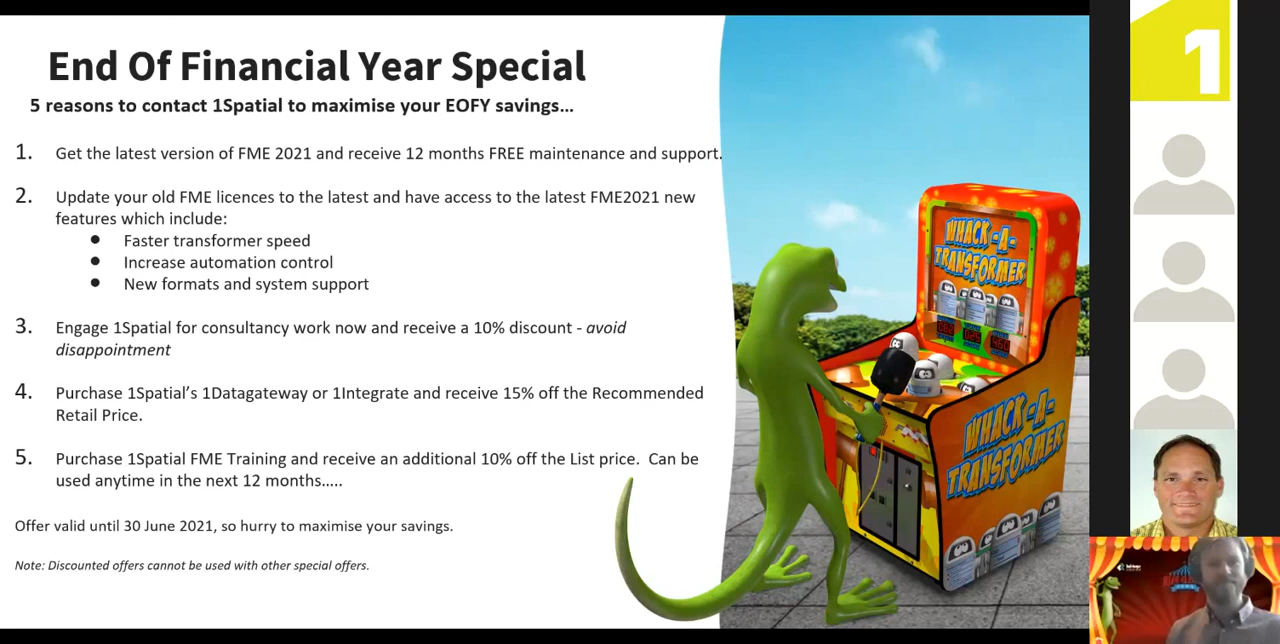 End Of Financial Year Special
5 reasons to contact 1Spatial to maximise your EOFY savings...
1. Get the latest version of FME 2021 and receive 12 months FREE maintenance and support.
2. Update your old FME licences to the latest and have access to the latest FME2021 new
features which include:
● Faster transformer speed
● Increase automation control
● New formats and system support
3. Engage 1Spatial for consultancy work now and receive a 10% discount - avoid
disappointment
4. Purchase 1Spatial’s 1Datagateway or 1Integrate and receive 15% off the Recommended
Retail Price.
5. Purchase 1Spatial FME Training and receive an additional 10% off the List price.  Can be
used anytime in the next 12 months.....
Offer valid until 30 June 2021, so hurry to maximise your savings.
Note: Discounted offers cannot be used with other special offers.
WHACK-A-
TRANSFORMER
WHACK-A-
TRANSFORMER
1